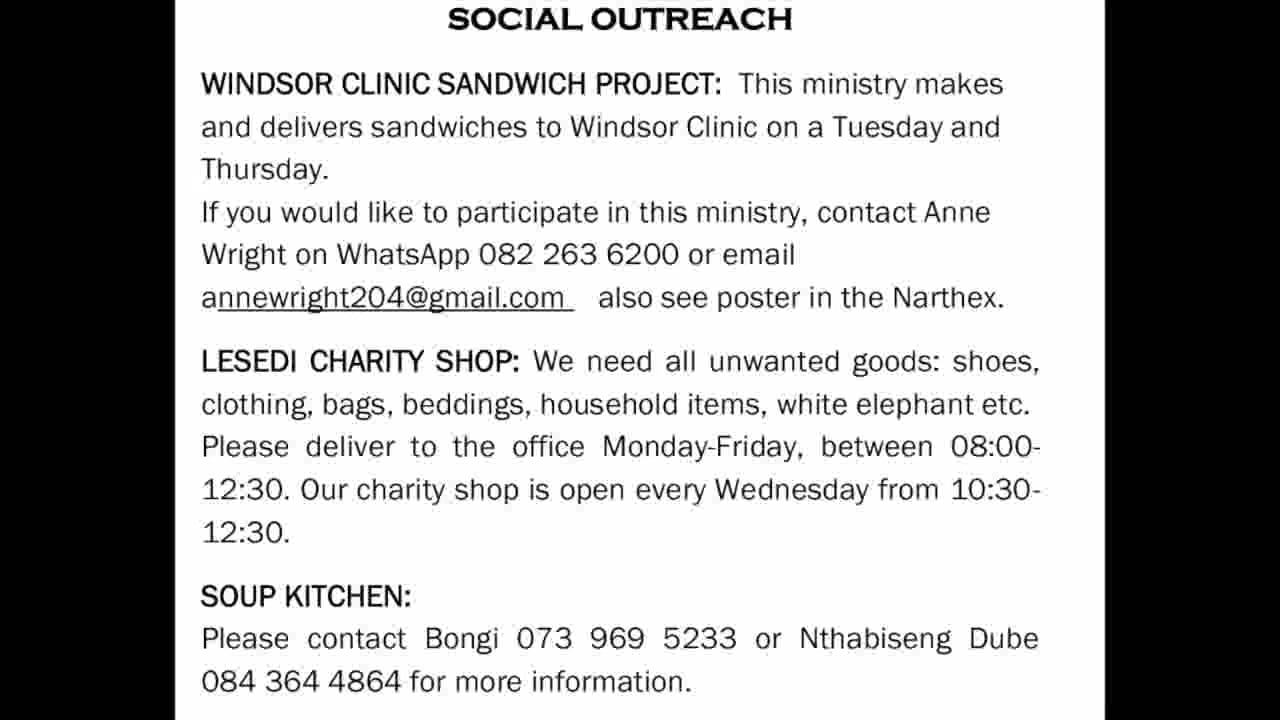 SOCIAL OUTREACH
WINDSOR CLINIC SANDWICH PROJECT: This ministry makes
and delivers sandwiches to Windsor Clinic on a Tuesday and
Thursday.
If you would like to participate in this ministry, contact Anne
Wright on WhatsApp 082 263 6200 or email
annewright204@gmail.com also see poster in the Narthex.
LESEDI CHARITY SHOP: We need all unwanted goods: shoes,
clothing, bags, beddings, household items, white elephant etc.
Please deliver to the office Monday-Friday, between 08:00-
12:30. Our charity shop is open every Wednesday from 10:30-
12:30.
SOUP KITCHEN:
Please contact Bongi 073 969 5233 or Nthabiseng Dube
084 364 4864 for more information.